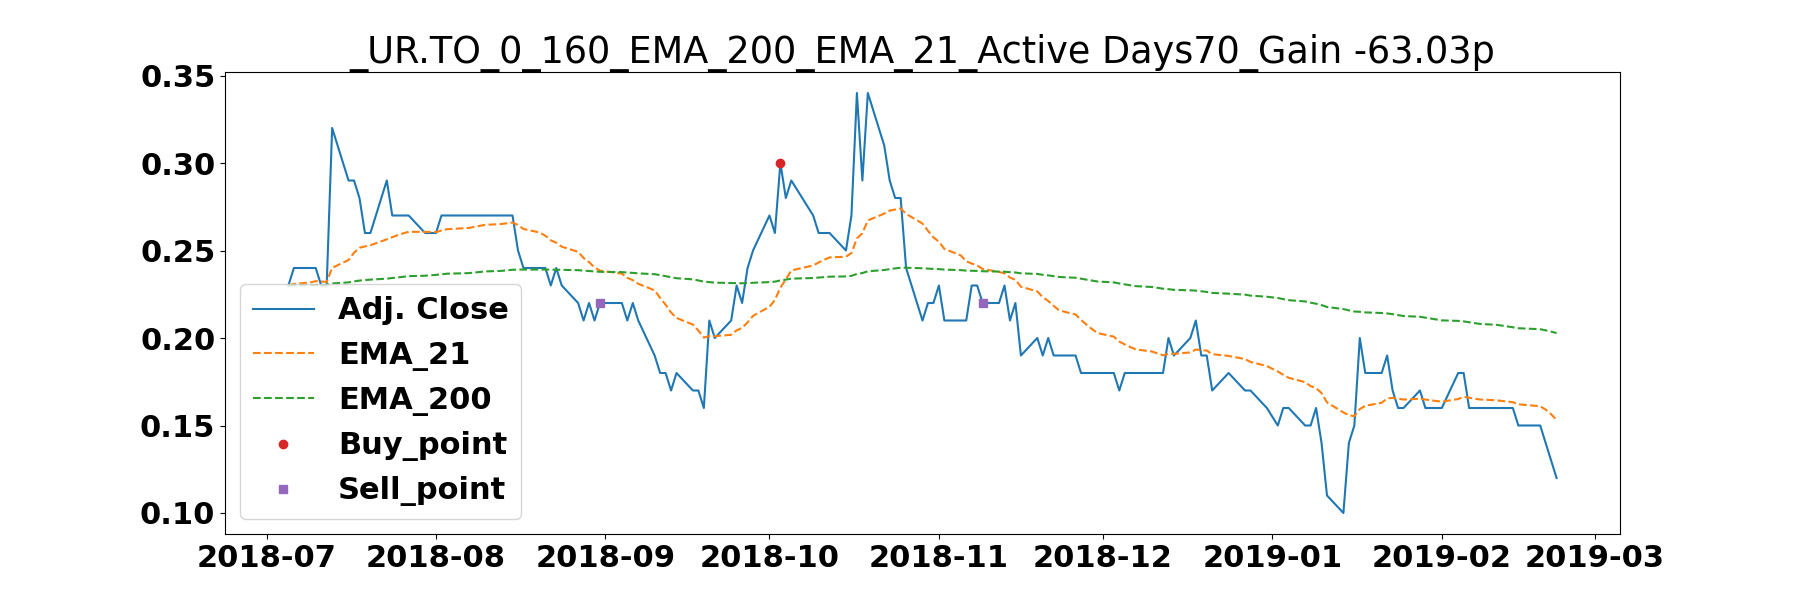 _UR.TO_0_160_EMA_200_EMA_21_Active Days70_Gain -63.03p
0.35
0.30
0.25
0.20
0.15
0.10
Adj. Close
EMA_21
EMA_200
Buy_point
Sell_point
2018-07 2018-08 2018-09 2018-10 2018-11 2018-12 2019-01 2019-02 2019-03